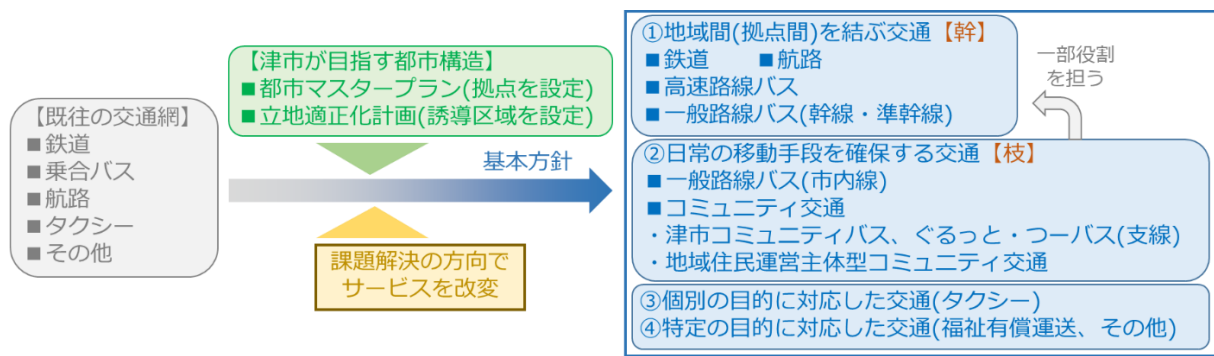 【既往の交通網】
■鉄道
■乗合バス
■航路
■タクシー
■その他
【津市が目指す都市構造】
■都市マスタープラン(拠点を設定)
■立地適正化計画(誘導区域を設定)
基本方針
課題解決の方向で
サービスを改変
①地域間(拠点間)を結ぶ交通【幹】
■鉄道 ■航路
■高速路線バス
■一般路線バス(幹線・準幹線)
一部役割
を担う
②日常の移動手段を確保する交通【枝】
■一般路線バス(市内線)
■コミュニティ交通
・津市コミュニティバス、ぐるっと・つーバス(支線)
・地域住民運営主体型コミュニティ交通
③個別の目的に対応した交通(タクシー)
④特定の目的に対応した交通(福祉有償運送、その他)